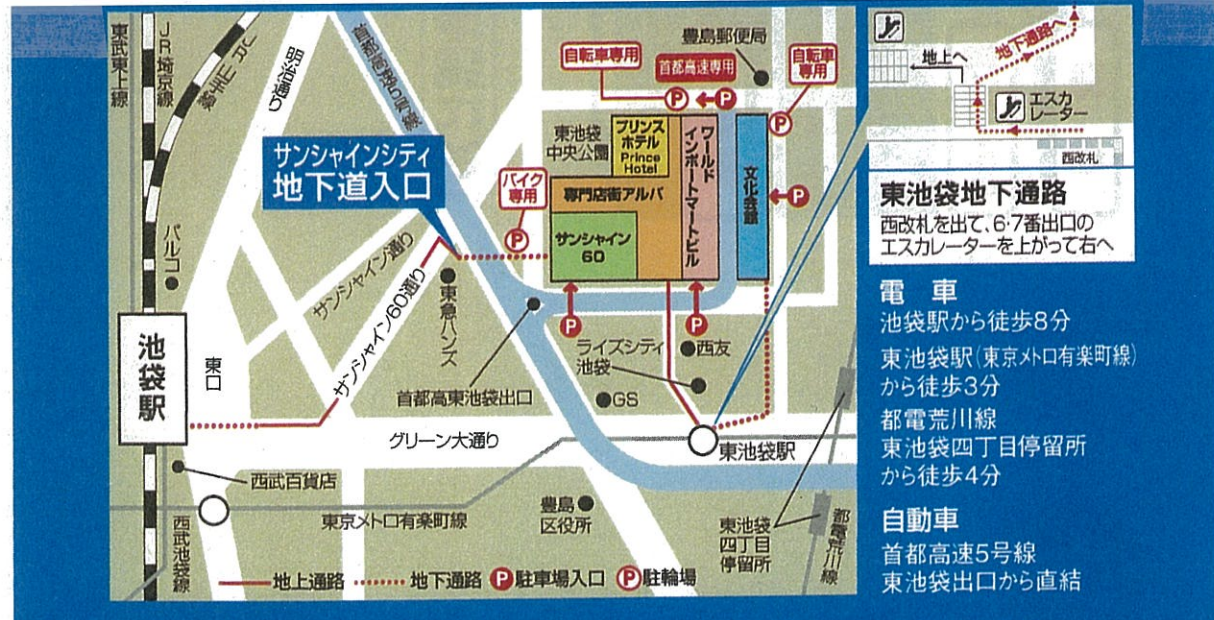 東武東上線
JR埼京線
JR山手線
明治通り
首都高速5号線
自転車専用
首都高速専用
豊島郵便局
自転車
専用
P
P
P
東池袋
中央公園
プリンス
ホテル
Prince
Hotel
ワールド
インポートマートビル
文化会館
P
サンシャインシティ
地下道入口
バイク
専用
P
専門店街アルパ
サンシャイン
60
パルコ
サンシャイン通り
サンシャイン60通り
東急ハンズ
P
P
ライズシティ
池袋
西友
池袋駅
東口
首都高東池袋出口
GS
グリーン大通り
東池袋駅
西武百貨店
東京メトロ有楽町線
豊島
区役所
東池袋
四丁目
停留所
都電荒川線
西武池袋線
地上通路
地下通路
P駐車場入口
P駐輪場
地上へ
地下通路へ
エスカ
レーター
西改札
東池袋地下通路
西改札を出て、6・7番出口の
エスカレーターを上がって右へ
電 車
池袋駅から徒歩8分
東池袋駅(東京メトロ有楽町線)
から徒歩3分
都電荒川線
東池袋四丁目停留所
から徒歩4分
自動車
首都高速5号線
東池袋出口から直結